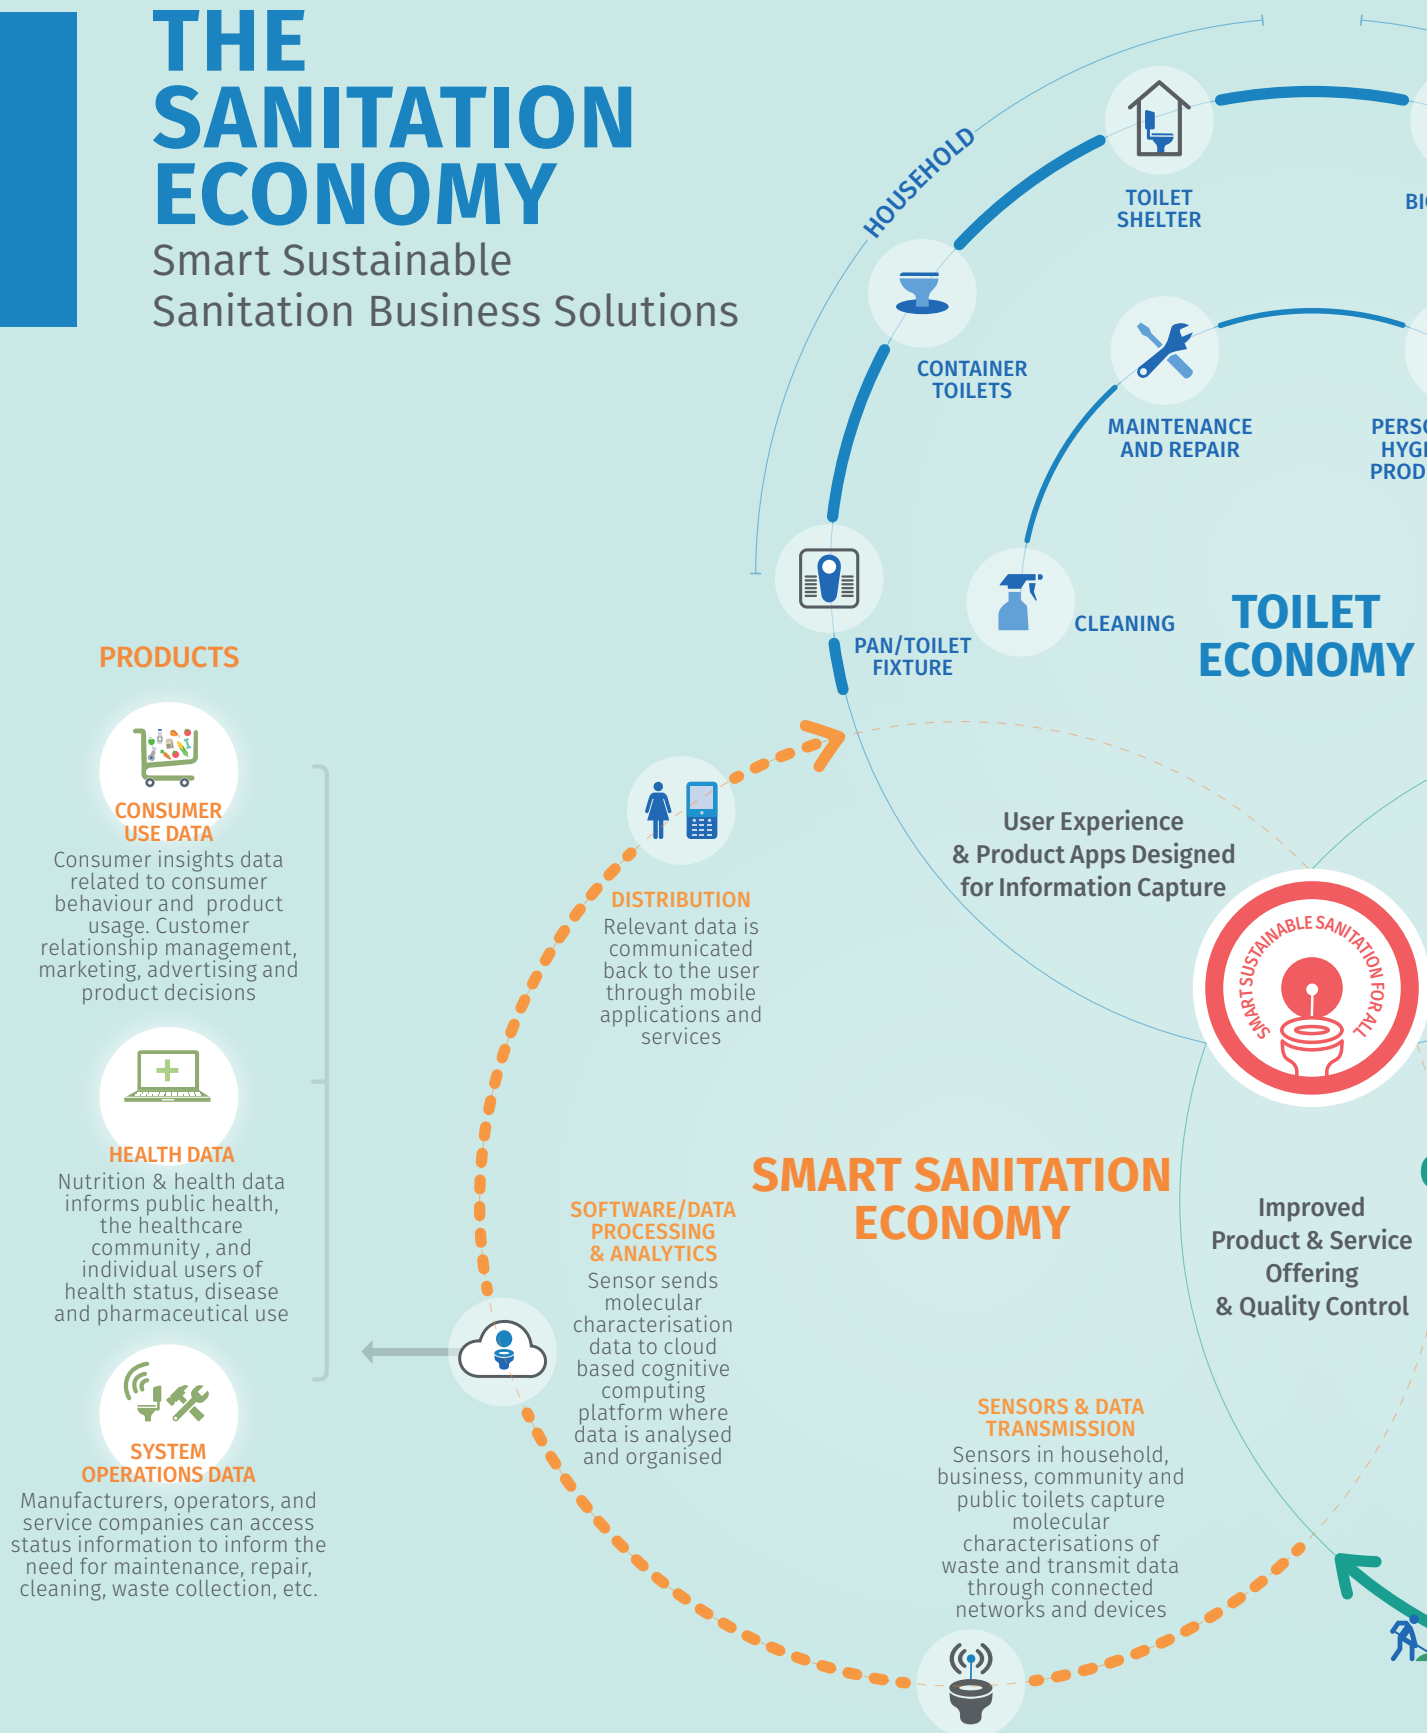 THE
SANITATION
ECONOMY
Smart Sustainable
Sanitation Business Solutions
HOUSEHOLD
TOILET
SHELTER
CONTAINER
TOILETS
MAINTENANCE
AND REPAIR
PAN/TOILET
FIXTURE
CLEANING
TOILET
ECONOMY
PRODUCTS
CONSUMER
USE DATA
Consumer insights data
related to consumer
behaviour and product
usage. Customer
relationship management,
marketing, advertising and
product decisions
HEALTH DATA
Nutrition & health data
informs public health,
the healthcare
community , and
individual users of
health status, disease
and pharmaceutical use
SYSTEM
OPERATIONS DATA
Manufacturers, operators, and
service companies can access
status information to inform the
need for maintenance, repair,
cleaning, waste collection, etc.
DISTRIBUTION
Relevant data is
communicated
back to the user
through mobile
applications and
services
User Experience
& Product Apps Designed
for Information Capture
SMART SUSTAINABLE SANITATION FOR ALL
SMART SANITATION
ECONOMY
SOFTWARE/DATA
PROCESSING
& ANALYTICS
Sensor sends
molecular
characterisation
data to cloud
based cognitive
computing
platform where
data is analysed
and organised
Improved
Product & Service
Offering
& Quality Control
SENSORS & DATA
TRANSMISSION
Sensors in household,
business, community and
public toilets capture
molecular
characterisations of
waste and transmit data
through connected
networks and devices